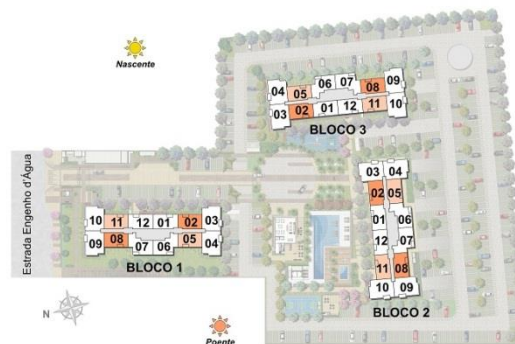 Nascente
06 07
04 05 08 09
03 02 01 12 11 10
BLOCO 3
Estrada Engenho d'Água
10 11 12 01 02 03
09 08 07 06 05 04
BLOCO 1
03 04
02 05
01 06
12 07
11 08
10 09
BLOCO 2
N
Poente